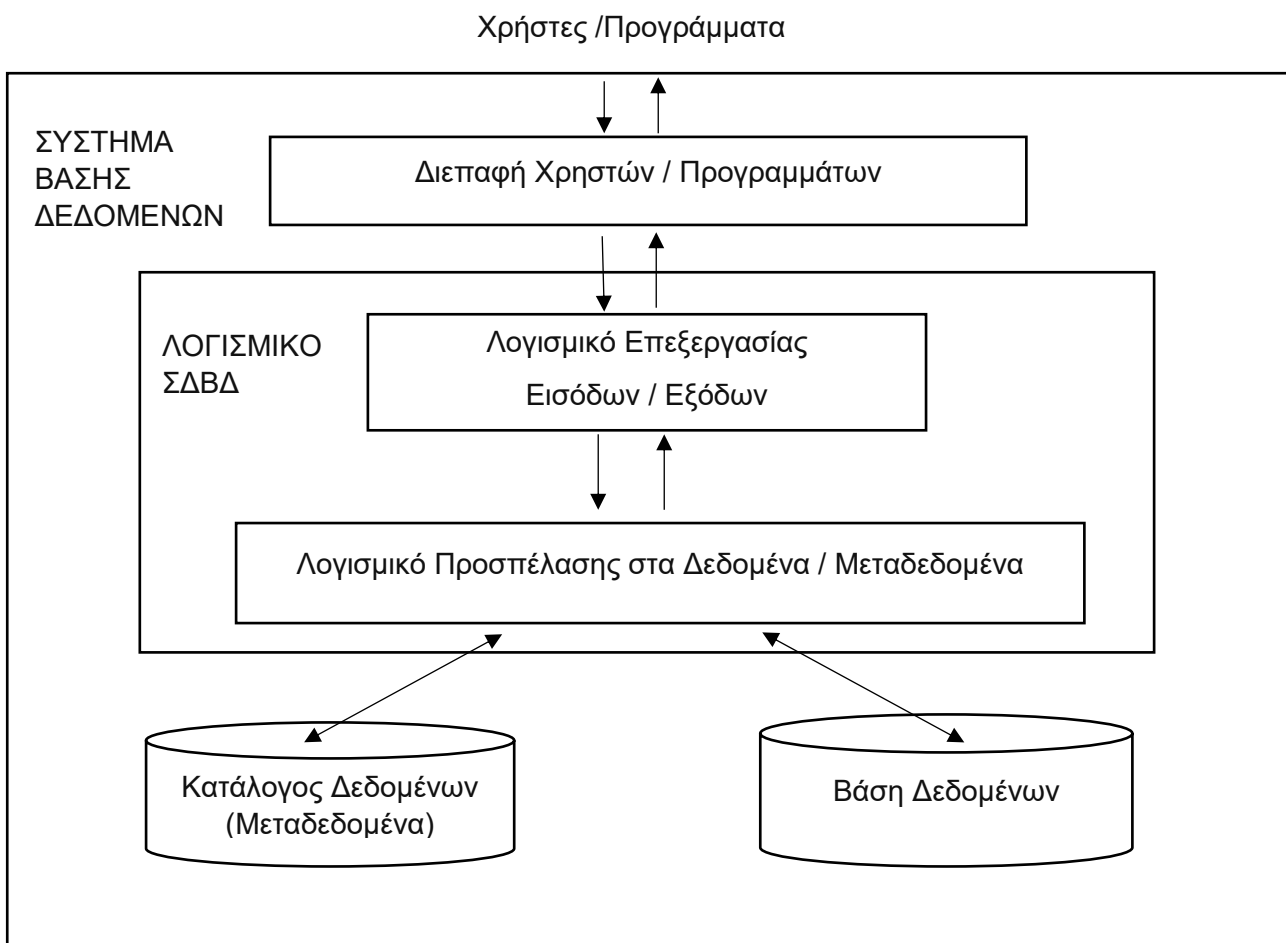 Χρήστες /Προγράμματα
ΣΥΣΤΗΜΑ
ΒΑΣΗΣ
ΔΕΔΟΜΕΝΩΝ
Διεπαφή Χρηστών / Προγραμμάτων
ΛΟΓΙΣΜΙΚΟ
ΣΔΒΔ
Λογισμικό Επεξεργασίας
Εισόδων / Εξόδων
Λογισμικό Προσπέλασης στα Δεδομένα / Μεταδεδομένα
Κατάλογος Δεδομένων
(Μεταδεδομένα)
Βάση Δεδομένων